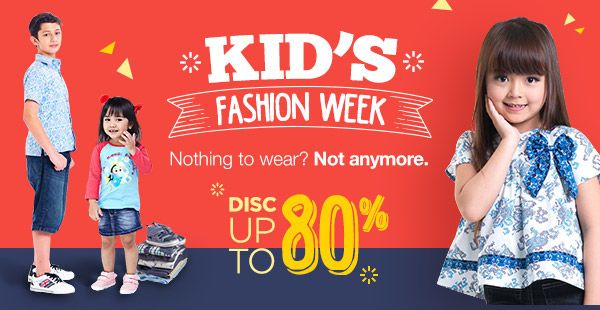 KID'S
FASHION WEEK
Nothing to wear? Not anymore.
DISC
UP
TO
80%